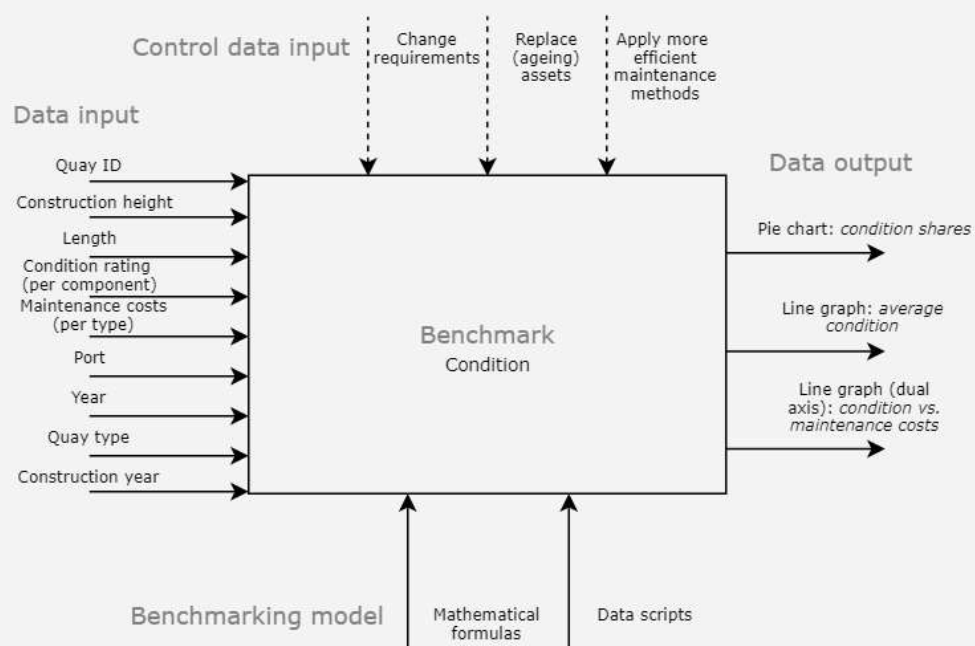 Control data input
Change
requirements
Replace
(ageing)
assets
Apply more
efficient
maintenance
methods
Data input
Quay ID
Construction height
Length
Condition rating
(per component)
Maintenance costs
(per type)
Port
Year
Quay type
Construction year
Benchmark
Condition
Data output
Pie chart: condition shares
Line graph: average
condition
Line graph (dual
axis): condition vs.
maintenance costs
Benchmarking model
Mathematical
formulas
Data scripts